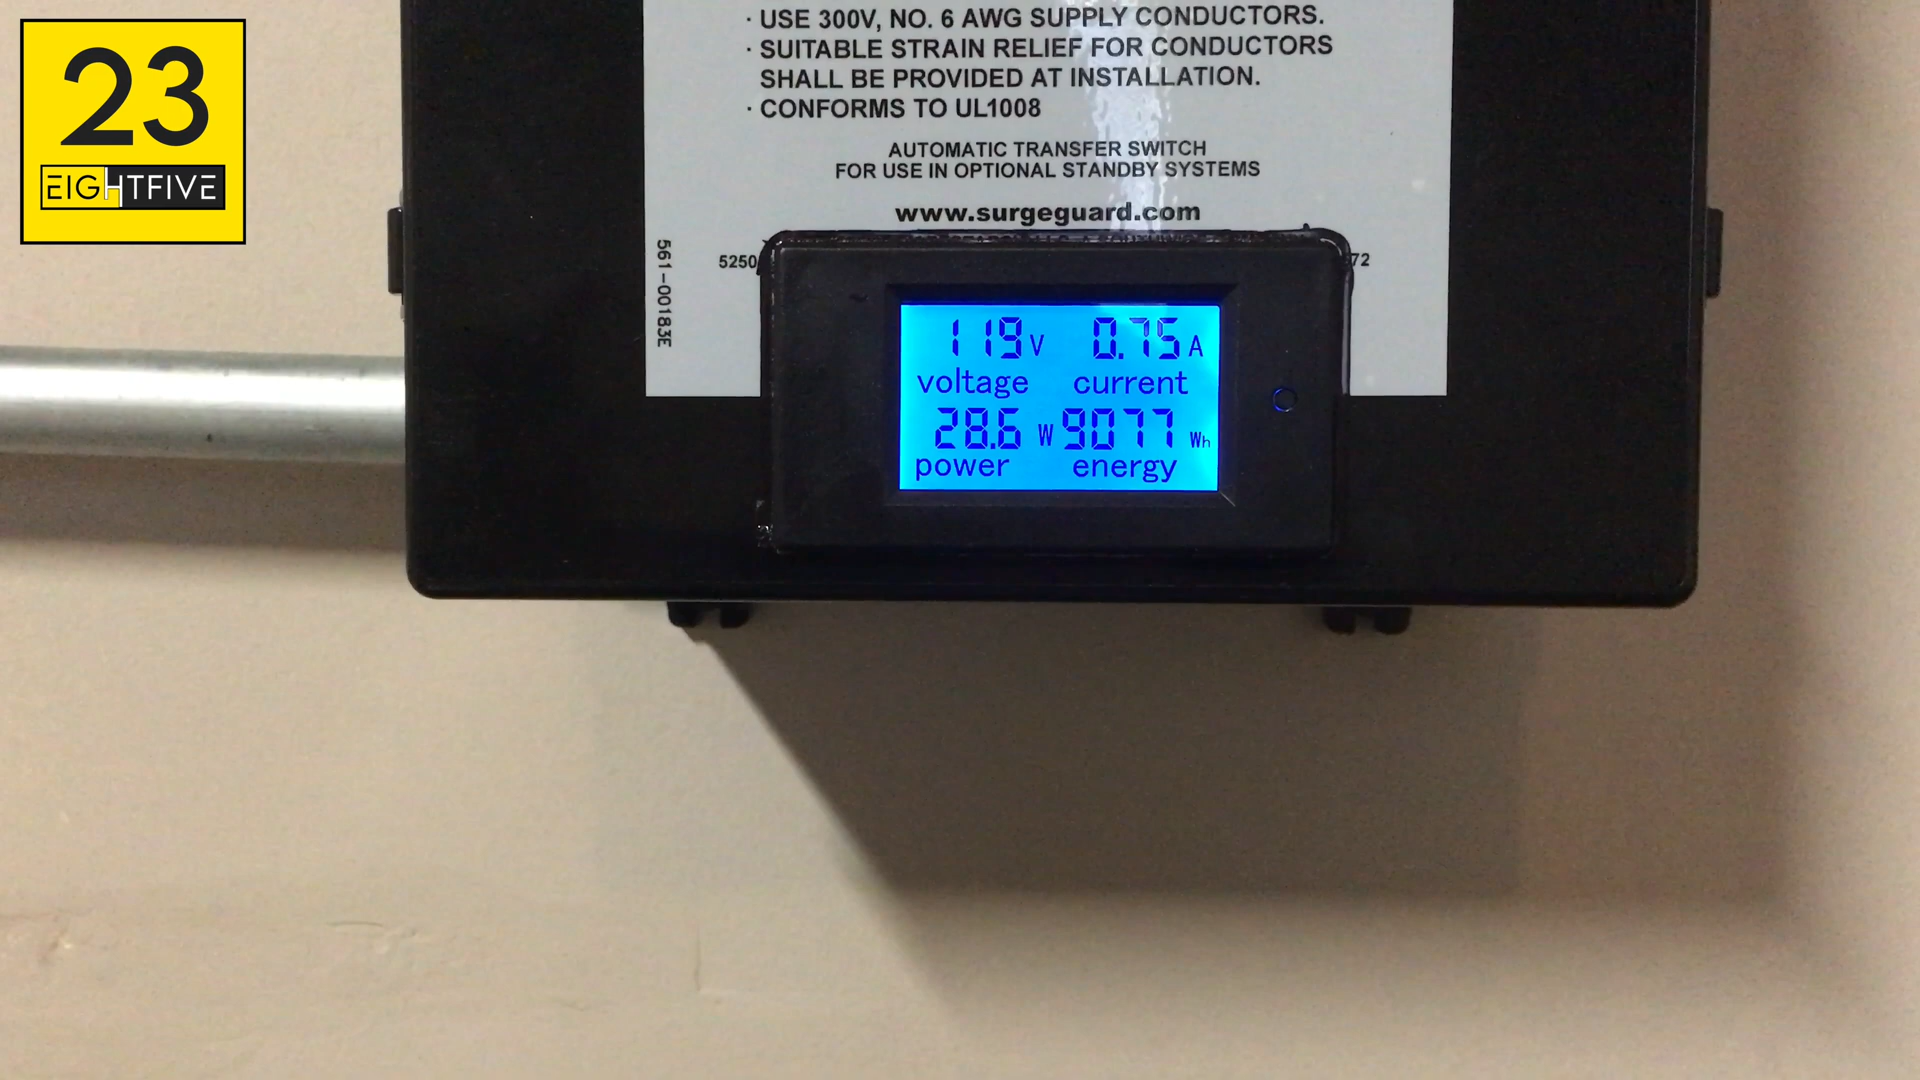 23
EIGHTFIVE
· USE 300V, NO. 6 AWG SUPPLY CONDUCTORS.
· SUITABLE STRAIN RELIEF FOR CONDUCTORS
SHALL BE PROVIDED AT INSTALLATION.
· CONFORMS TO UL1008
AUTOMATIC TRANSFER SWITCH
FOR USE IN OPTIONAL STANDBY SYSTEMS
www.surgeguard.com
5250
72
561-00183E
119 V 0.75 A
voltage current
28.6 W 9077 Wh
power energy